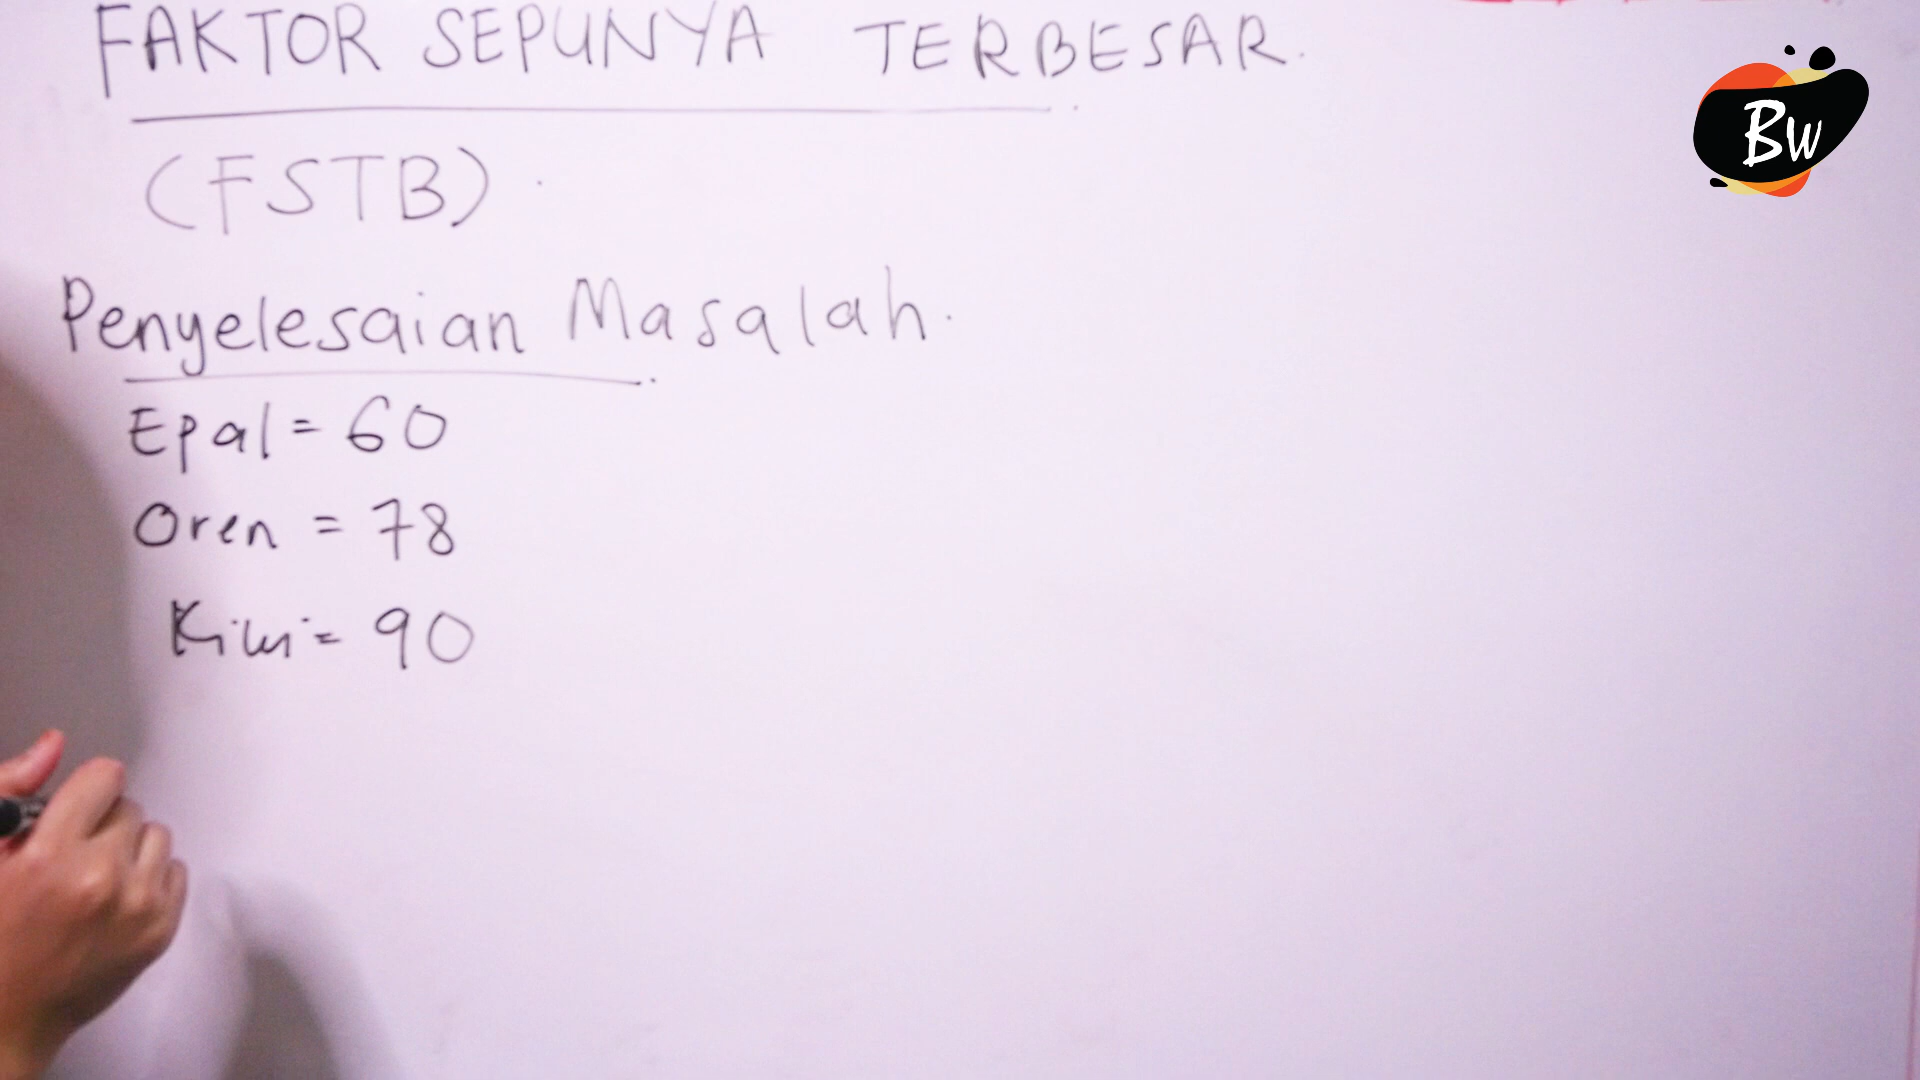 FAKTOR SEPUNYA TERBESAR.
(FSTB)
Penyelesaian Masalah.
Epal = 60
Oren = 78
Kiwi = 90
BW